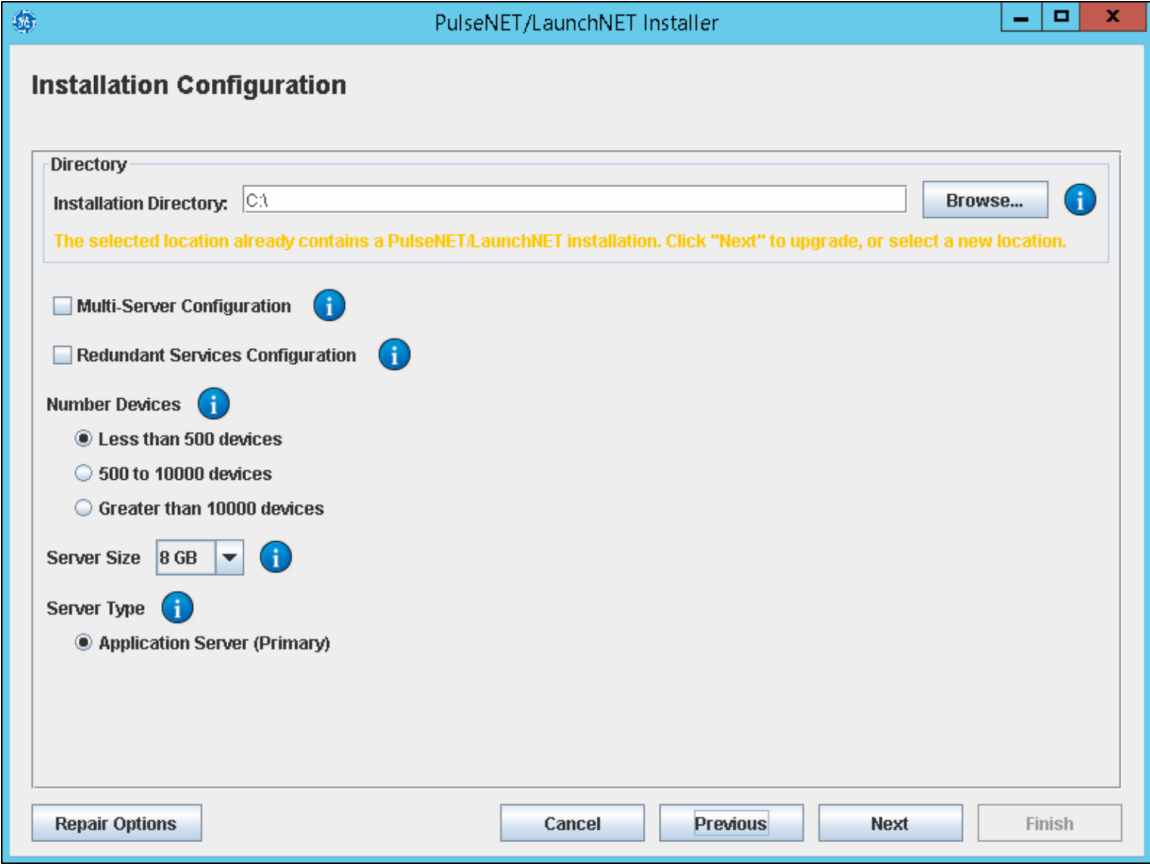 PulseNET/LaunchNET Installer
Installation Configuration
Directory
Installation Directory: C:\ Browse... i
The selected location already contains a PulseNET/LaunchNET installation. Click "Next" to upgrade, or select a new location.
Multi-Server Configuration i
Redundant Services Configuration i
Number Devices i
Less than 500 devices
500 to 10000 devices
Greater than 10000 devices
Server Size 8 GB i
Server Type i
Application Server (Primary)
Repair Options Cancel Previous Next Finish